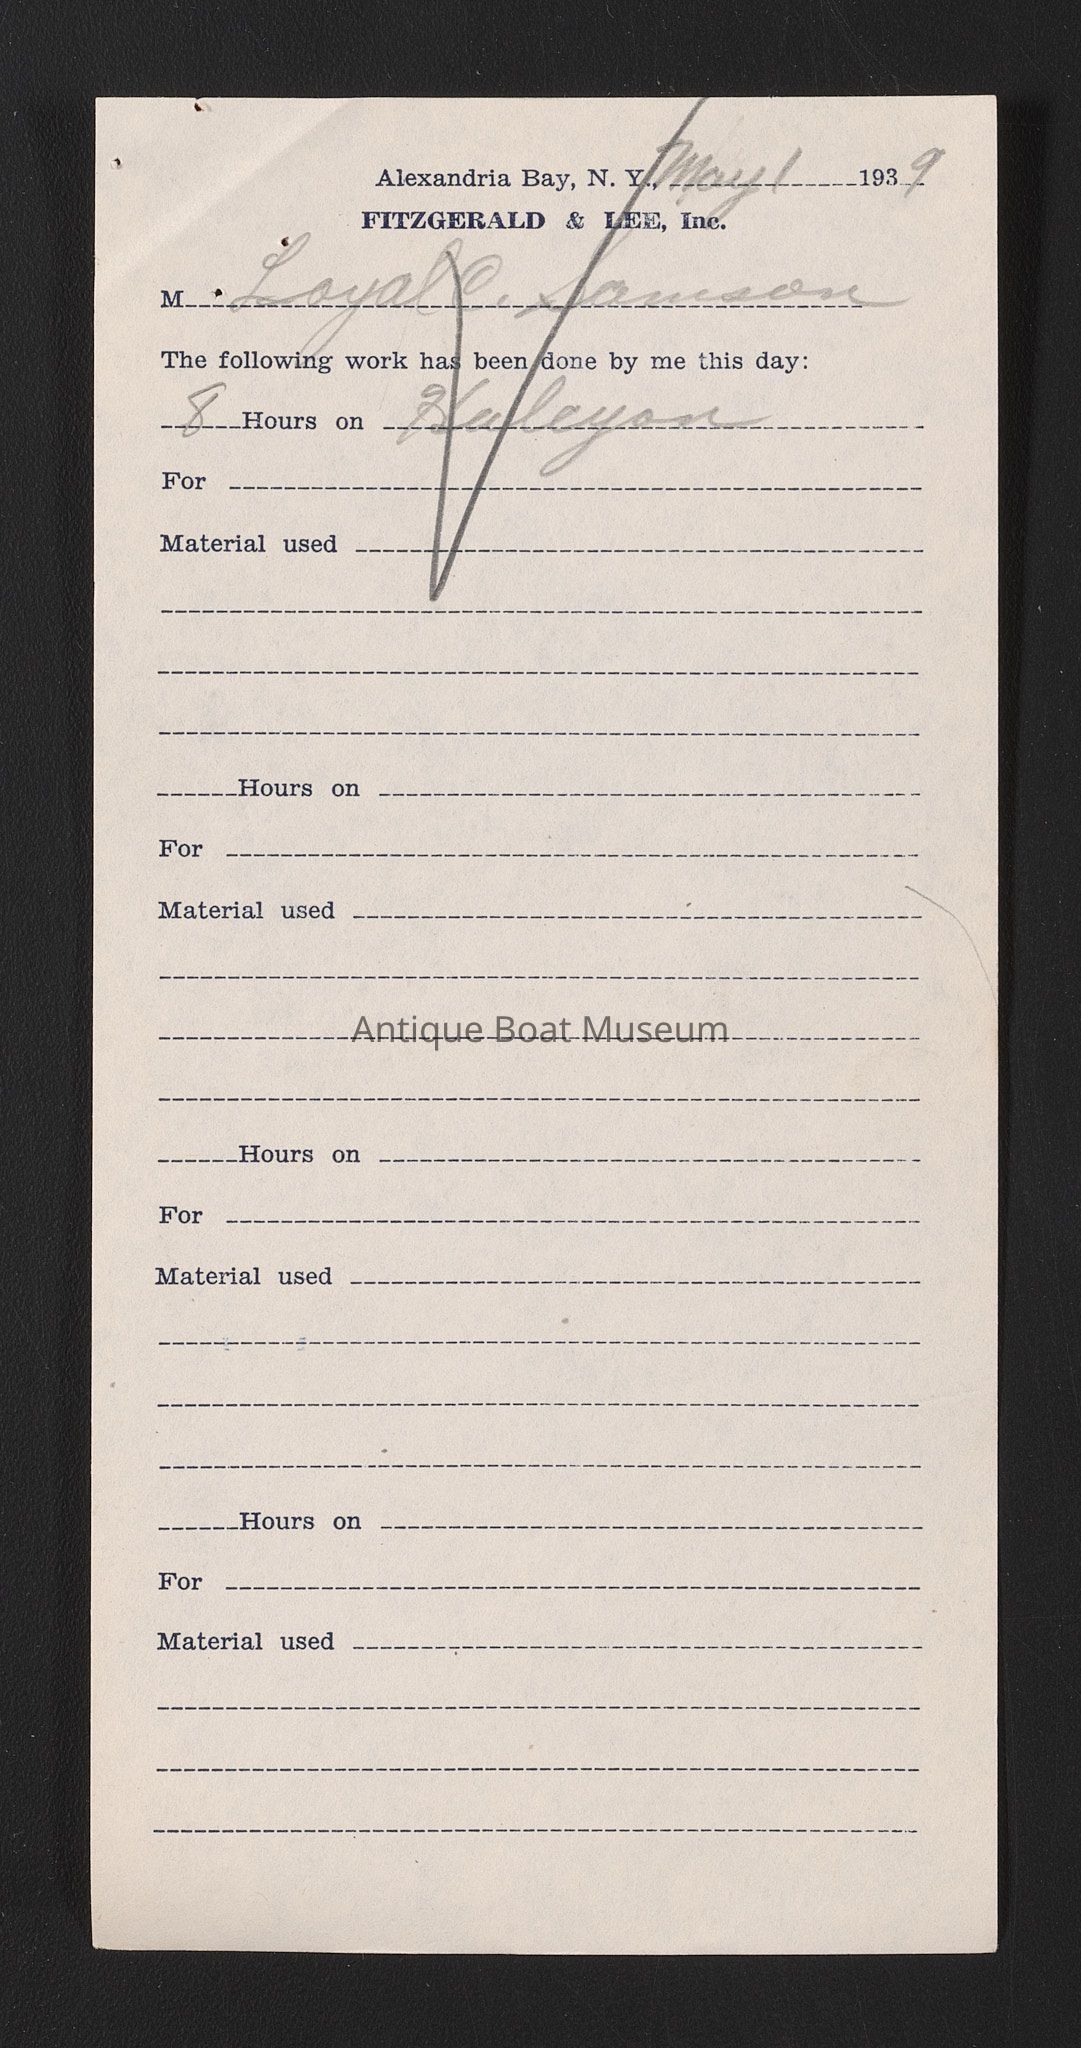 Alexandria Bay, N. Y., May 1 1939
FITZGERALD & LEE, Inc.
M Loyal C. Samson
The following work has been done by me this day:
8 Hours on Halcyon
For
Material used
Hours on
For
Material used
Antique Boat Museum
Hours on
For
Material used
Hours on
For
Material used